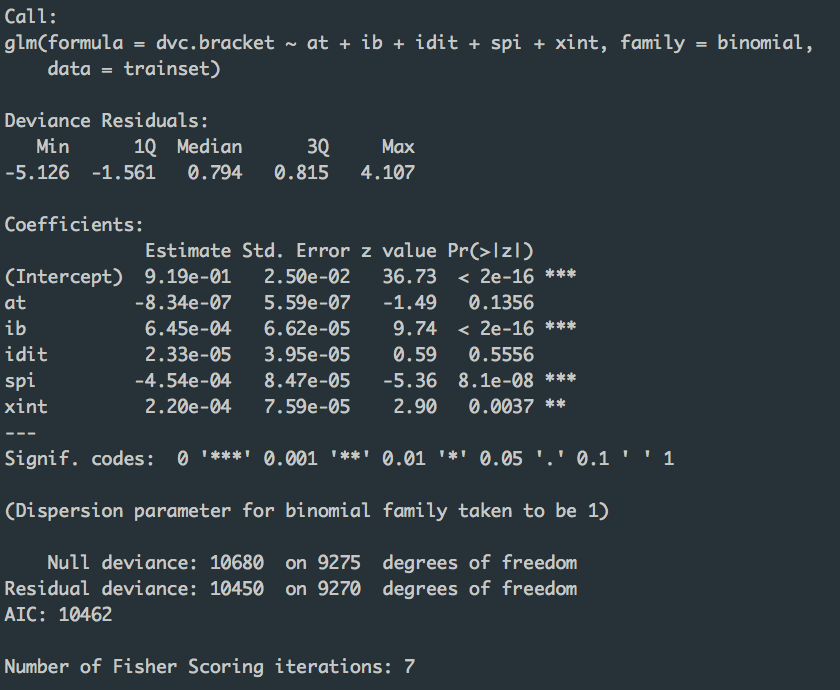 Call:
glm(formula = dvc.bracket ~ at + ib + idit + spi + xint, family = binomial,
    data = trainset)

Deviance Residuals:
   Min      1Q  Median      3Q     Max
-5.126  -1.561   0.794   0.815   4.107

Coefficients:
             Estimate Std. Error z value Pr(>|z|)
(Intercept)  9.19e-01   2.50e-02   36.73  < 2e-16 ***
at          -8.34e-07   5.59e-07   -1.49   0.1356
ib           6.45e-04   6.62e-05    9.74  < 2e-16 ***
idit         2.33e-05   3.95e-05    0.59   0.5556
spi         -4.54e-04   8.47e-05   -5.36  8.1e-08 ***
xint         2.20e-04   7.59e-05    2.90   0.0037 **
---
Signif. codes:  0 '***' 0.001 '**' 0.01 '*' 0.05 '.' 0.1 ' ' 1

(Dispersion parameter for binomial family taken to be 1)

    Null deviance: 10680  on 9275  degrees of freedom
Residual deviance: 10450  on 9270  degrees of freedom
AIC: 10462

Number of Fisher Scoring iterations: 7